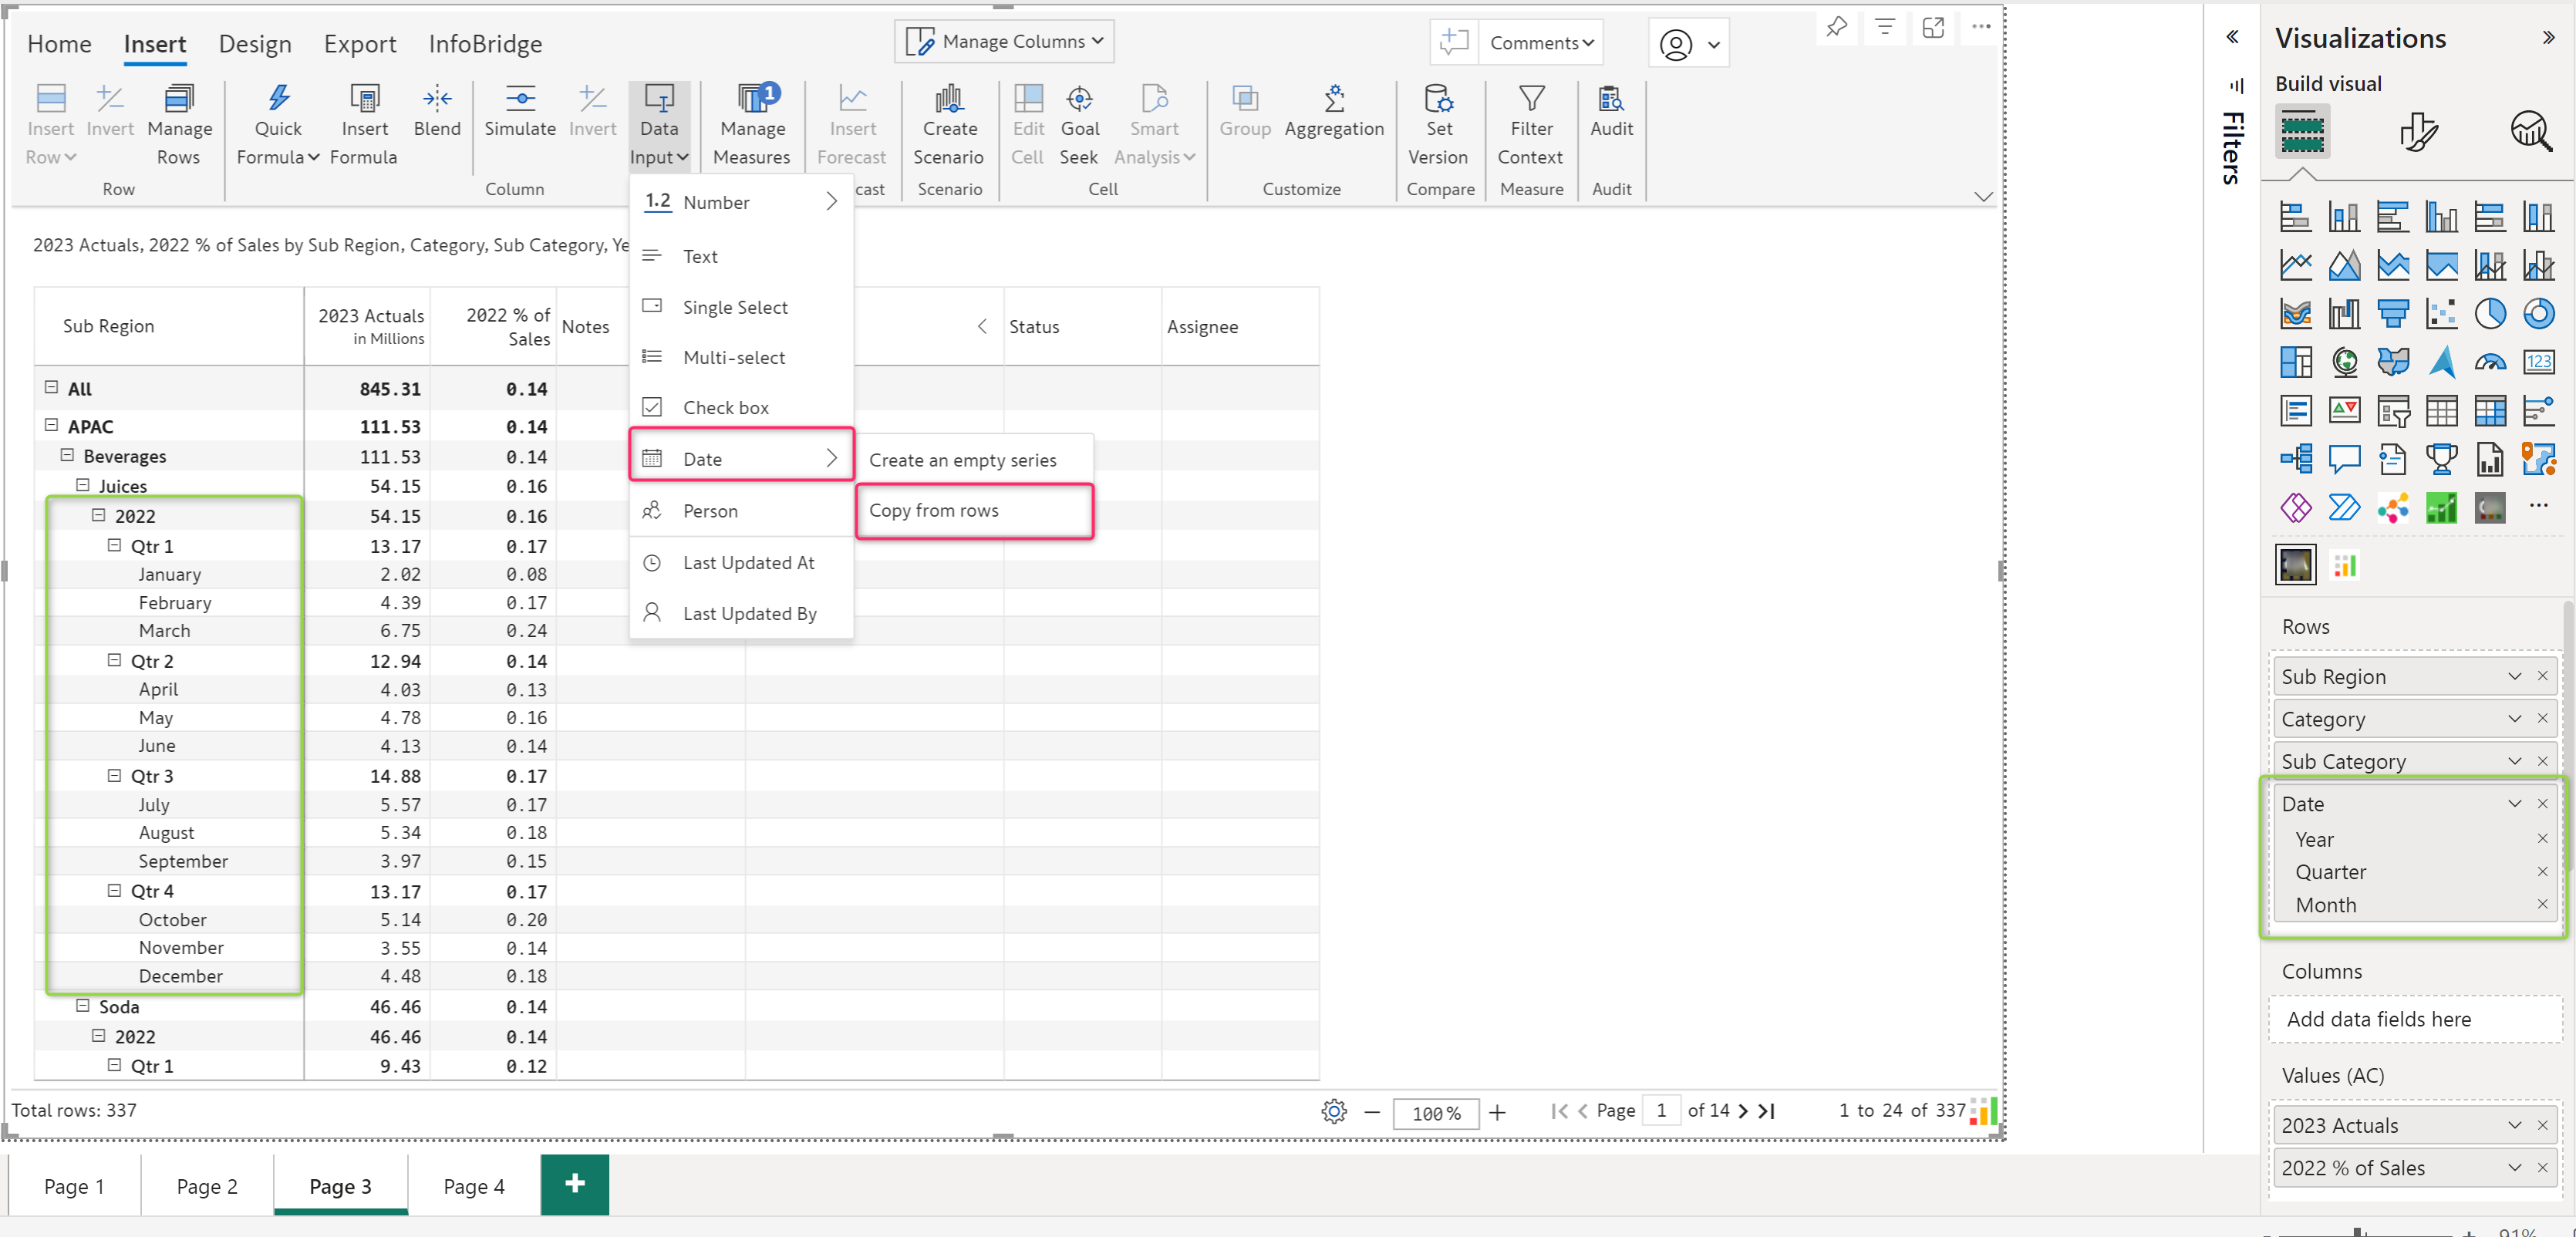 Home Insert Design Export InfoBridge
Manage Columns
Comments
Insert Row
Invert
Manage Rows
Row
Quick Formula
Insert Formula
Blend
Simulate
Invert
Data Input
Column
Manage Measures
1
Insert Forecast
cast
Create Scenario
Scenario
Edit Cell
Goal Seek
Smart Analysis
Cell
Group
Aggregation
Customize
Set Version
Compare
Filter Context
Measure
Audit
Audit
1.2 Number
Text
Single Select
Multi-select
Check box
Date
Person
Last Updated At
Last Updated By
Create an empty series
Copy from rows
2023 Actuals, 2022 % of Sales by Sub Region, Category, Sub Category, Ye
Sub Region
2023 Actuals in Millions
2022 % of Sales
Notes
Status
Assignee
All 845.31 0.14
APAC 111.53 0.14
Beverages 111.53 0.14
Juices 54.15 0.16
2022 54.15 0.16
Qtr 1 13.17 0.17
January 2.02 0.08
February 4.39 0.17
March 6.75 0.24
Qtr 2 12.94 0.14
April 4.03 0.13
May 4.78 0.16
June 4.13 0.14
Qtr 3 14.88 0.17
July 5.57 0.17
August 5.34 0.18
September 3.97 0.15
Qtr 4 13.17 0.17
October 5.14 0.20
November 3.55 0.14
December 4.48 0.18
Soda 46.46 0.14
2022 46.46 0.14
Qtr 1 9.43 0.12
Total rows: 337
100 %
Page 1 of 14
1 to 24 of 337
Page 1
Page 2
Page 3
Page 4
Filters
Visualizations
Build visual
123
Rows
Sub Region
Category
Sub Category
Date
Year
Quarter
Month
Columns
Add data fields here
Values (AC)
2023 Actuals
2022 % of Sales
91%